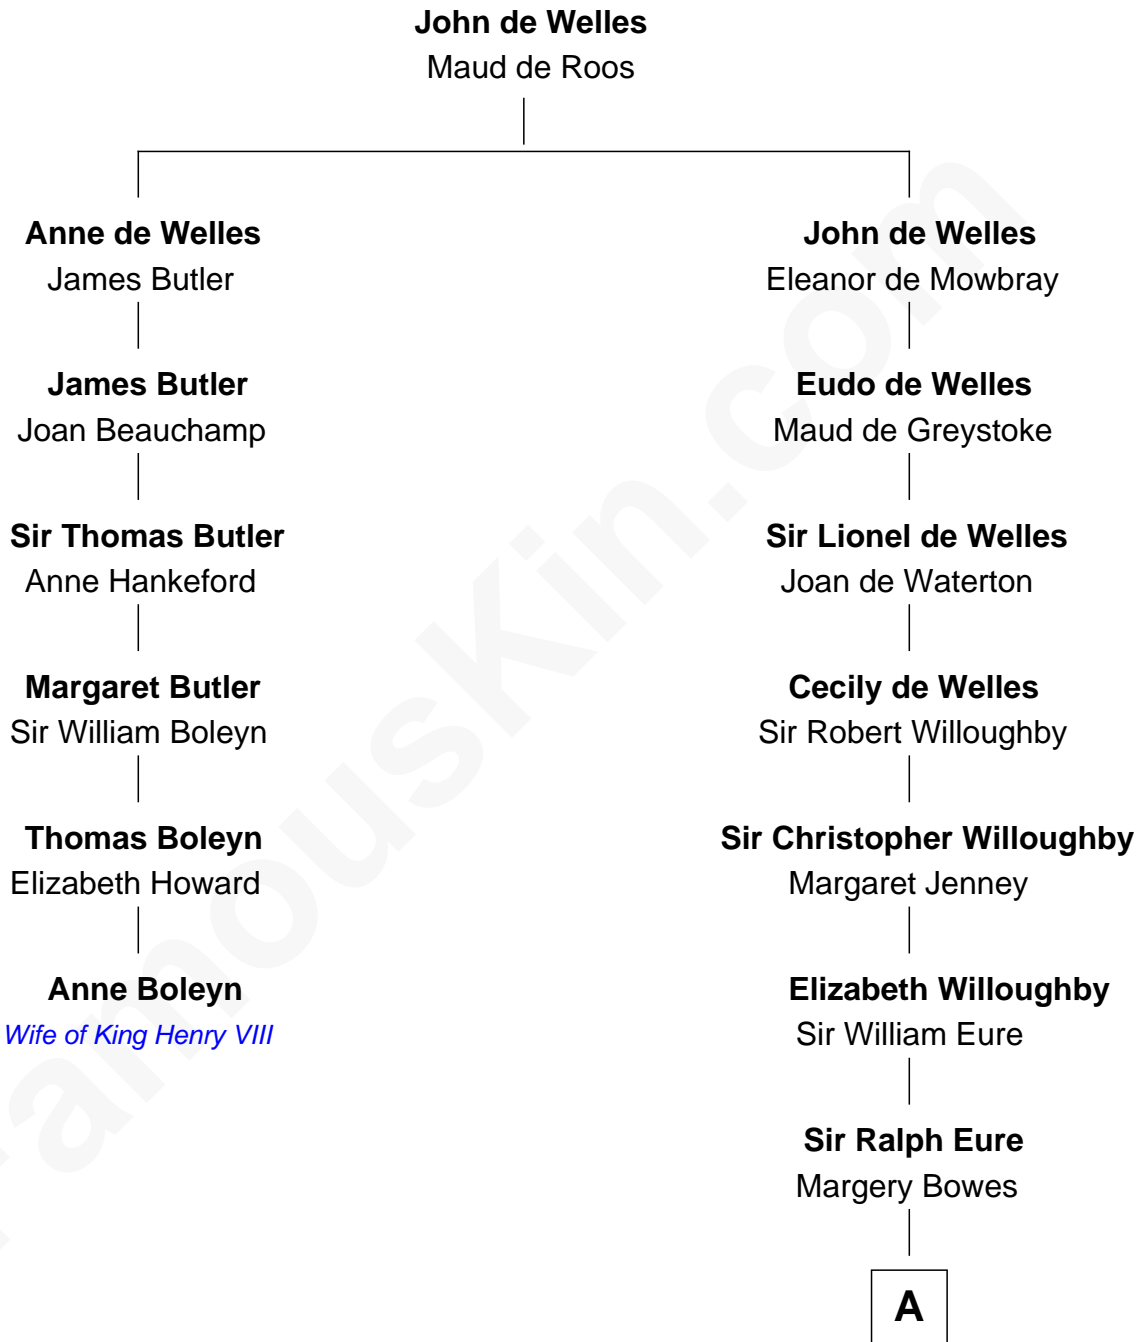 John de Welles
Maud de Roos
Anne de Welles
James Butler
John de Welles
Eleanor de Mowbray
James Butler
Joan Beauchamp
Eudo de Welles
Maud de Greystoke
Sir Thomas Butler
Anne Hankeford
Sir Lionel de Welles
Joan de Waterton
Margaret Butler
Sir William Boleyn
Cecily de Welles
Sir Robert Willoughby
Thomas Boleyn
Elizabeth Howard
Sir Christopher Willoughby
Margaret Jenney
Anne Boleyn
Wife of King Henry VIII
Elizabeth Willoughby
Sir William Eure
Sir Ralph Eure
Margery Bowes
A
FamousKin.com